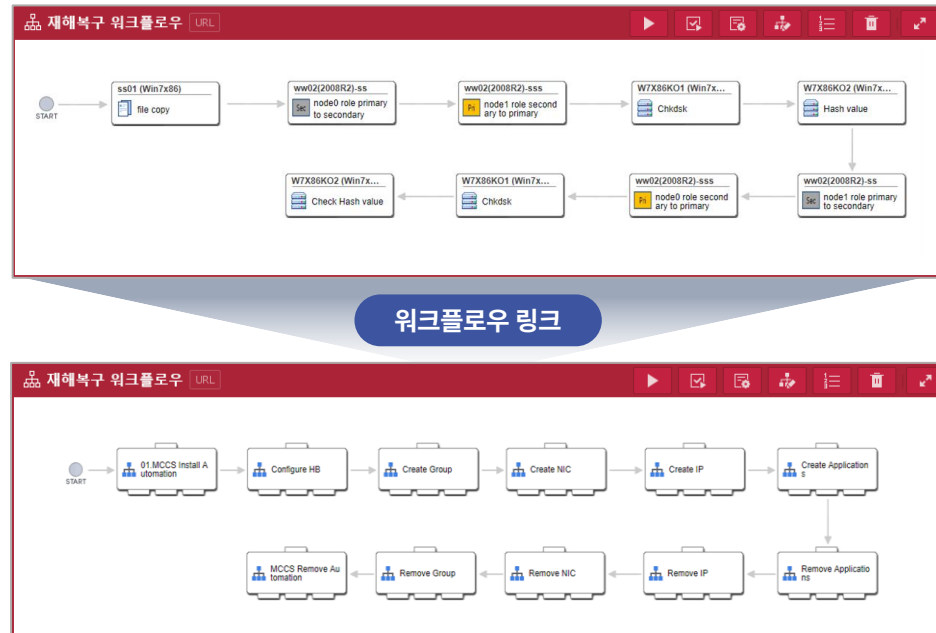 재해복구 워크플로우 URL
START
ss01 (Win7x86)
file copy
ww02(2008R2)-ss
Sec
node0 role primary
to secondary
ww02(2008R2)-sss
Pri
node1 role second
ary to primary
W7X86KO1 (Win7x...
Chkdsk
W7X86KO2 (Win7x...
Hash value
W7X86KO2 (Win7x...
Check Hash value
W7X86KO1 (Win7x...
Chkdsk
ww02(2008R2)-sss
Pri
node0 role second
ary to primary
ww02(2008R2)-ss
Sec
node1 role primary
to secondary
워크플로우 링크
재해복구 워크플로우 URL
START
01.MCCS Install A
utomation
Configure HB
Create Group
Create NIC
Create IP
Create Application
s
MCCS Remove Au
tomation
Remove Group
Remove NIC
Remove IP
Remove Applicatio
ns